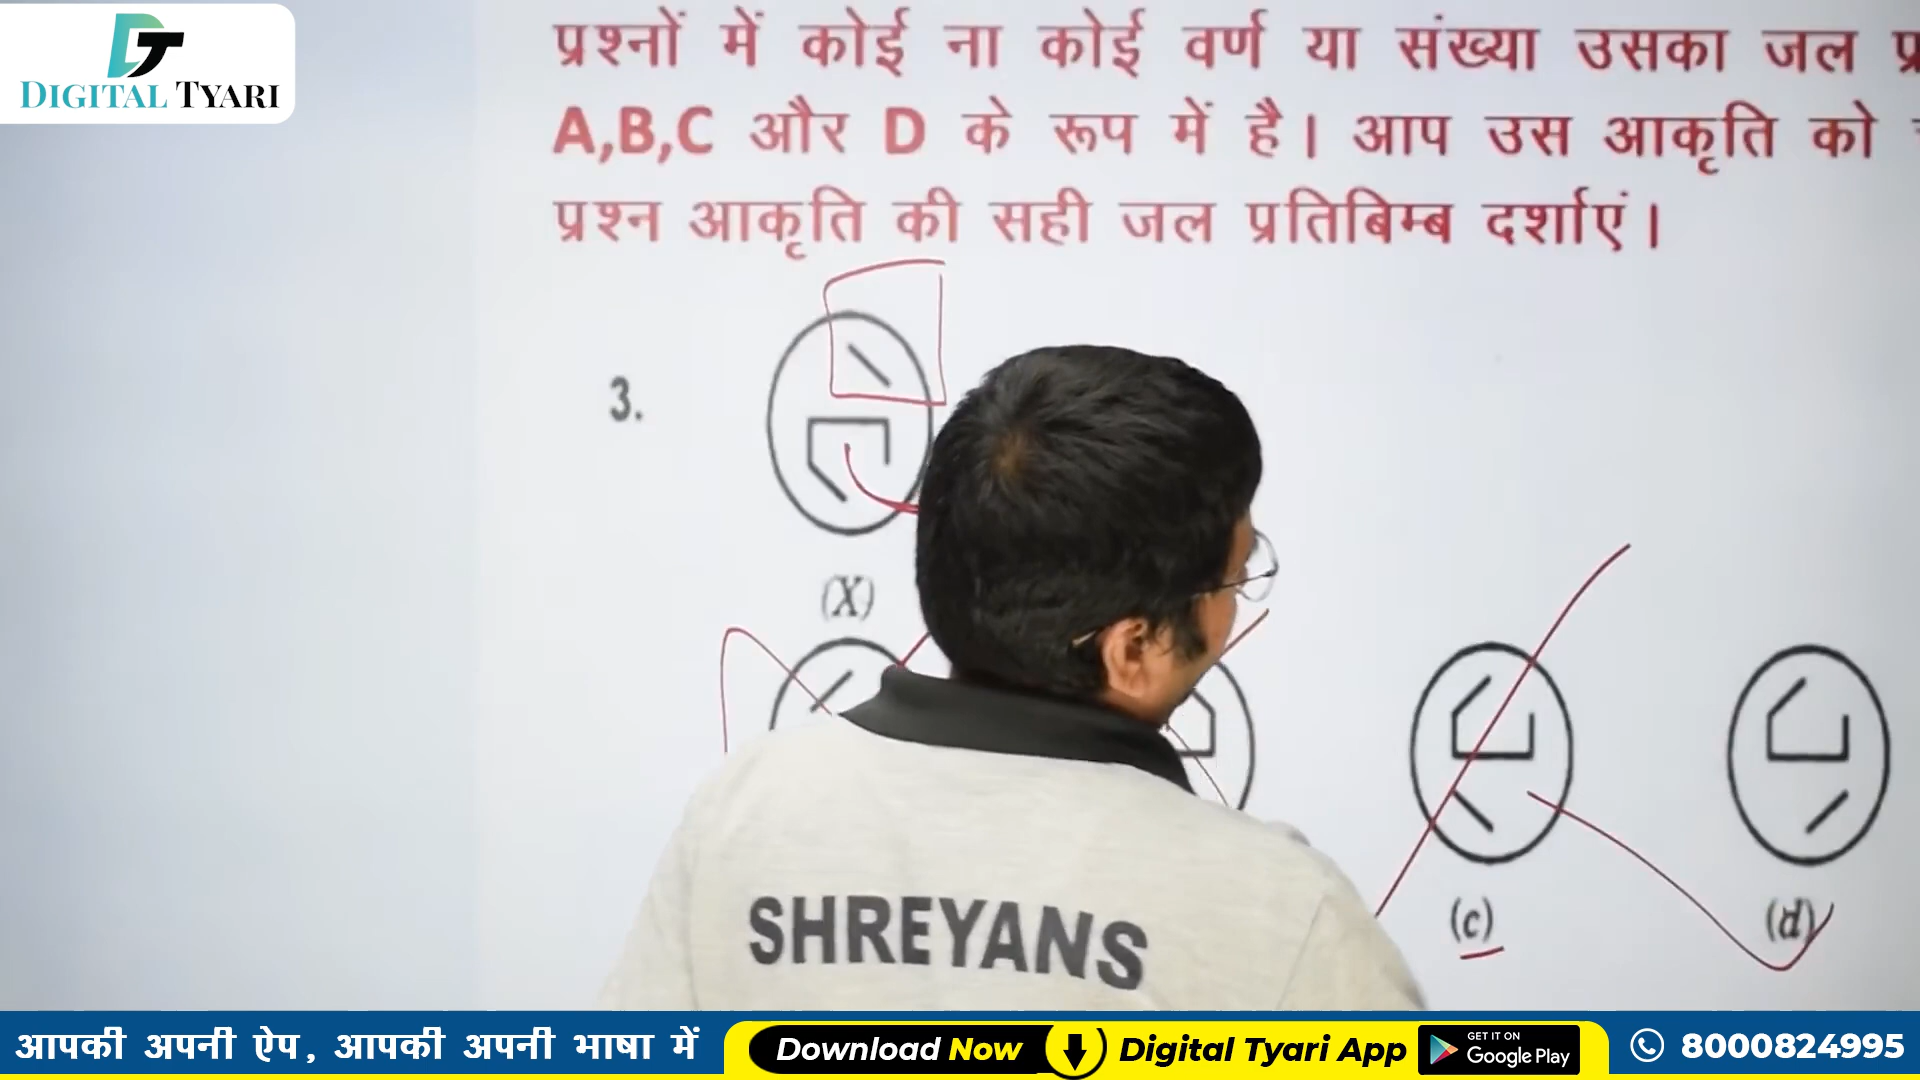 DIGITAL TYARI
प्रश्नों में कोई ना कोई वर्ण या संख्या उसका जल
A,B,C और D के रूप में है। आप उस आकृति को
प्रश्न आकृति की सही जल प्रतिबिम्ब दर्शाएं।
3.
(X)
(c) (d)
SHREYANS
आपकी अपनी ऐप, आपकी अपनी भाषा में Download Now Digital Tyari App GET IT ON Google Play 8000824995